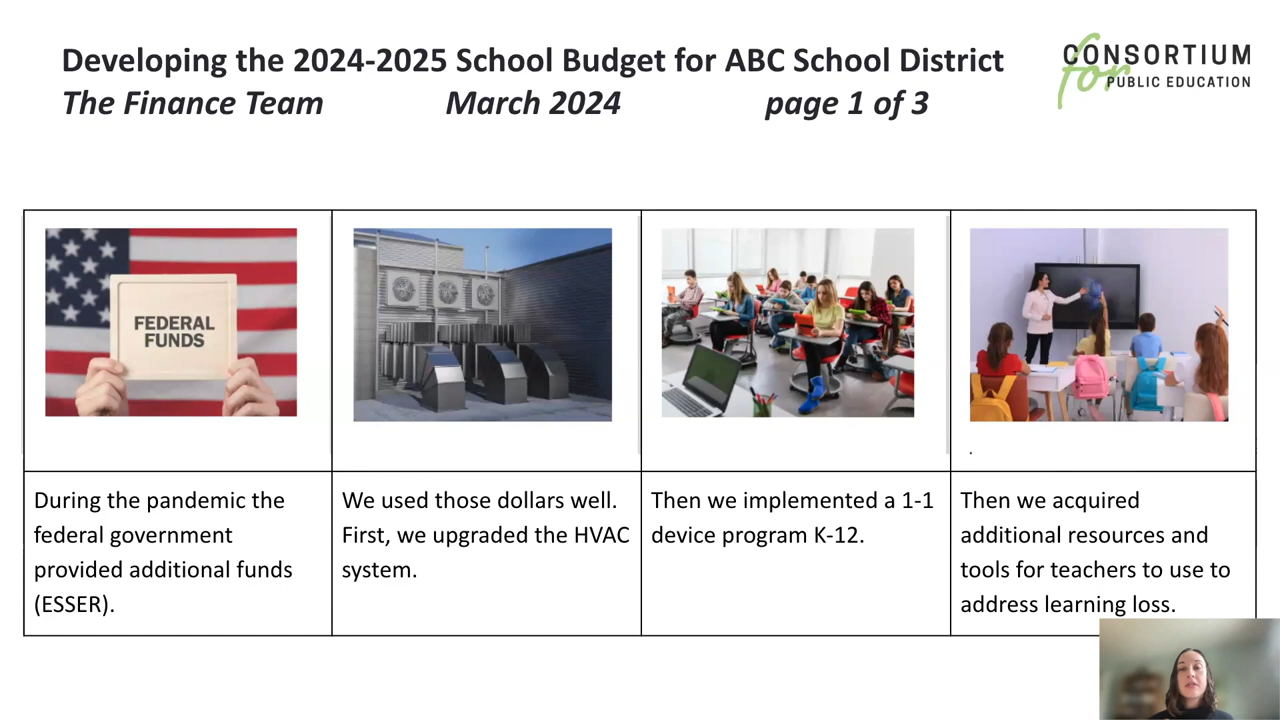 Developing the 2024-2025 School Budget for ABC School District
The Finance Team March 2024 page 1 of 3
CONSORTIUM
for PUBLIC EDUCATION
FEDERAL
FUNDS
During the pandemic the
federal government
provided additional funds
(ESSER).
We used those dollars well.
First, we upgraded the HVAC
system.
Then we implemented a 1-1
device program K-12.
.
Then we acquired
additional resources and
tools for teachers to use to
address learning loss.